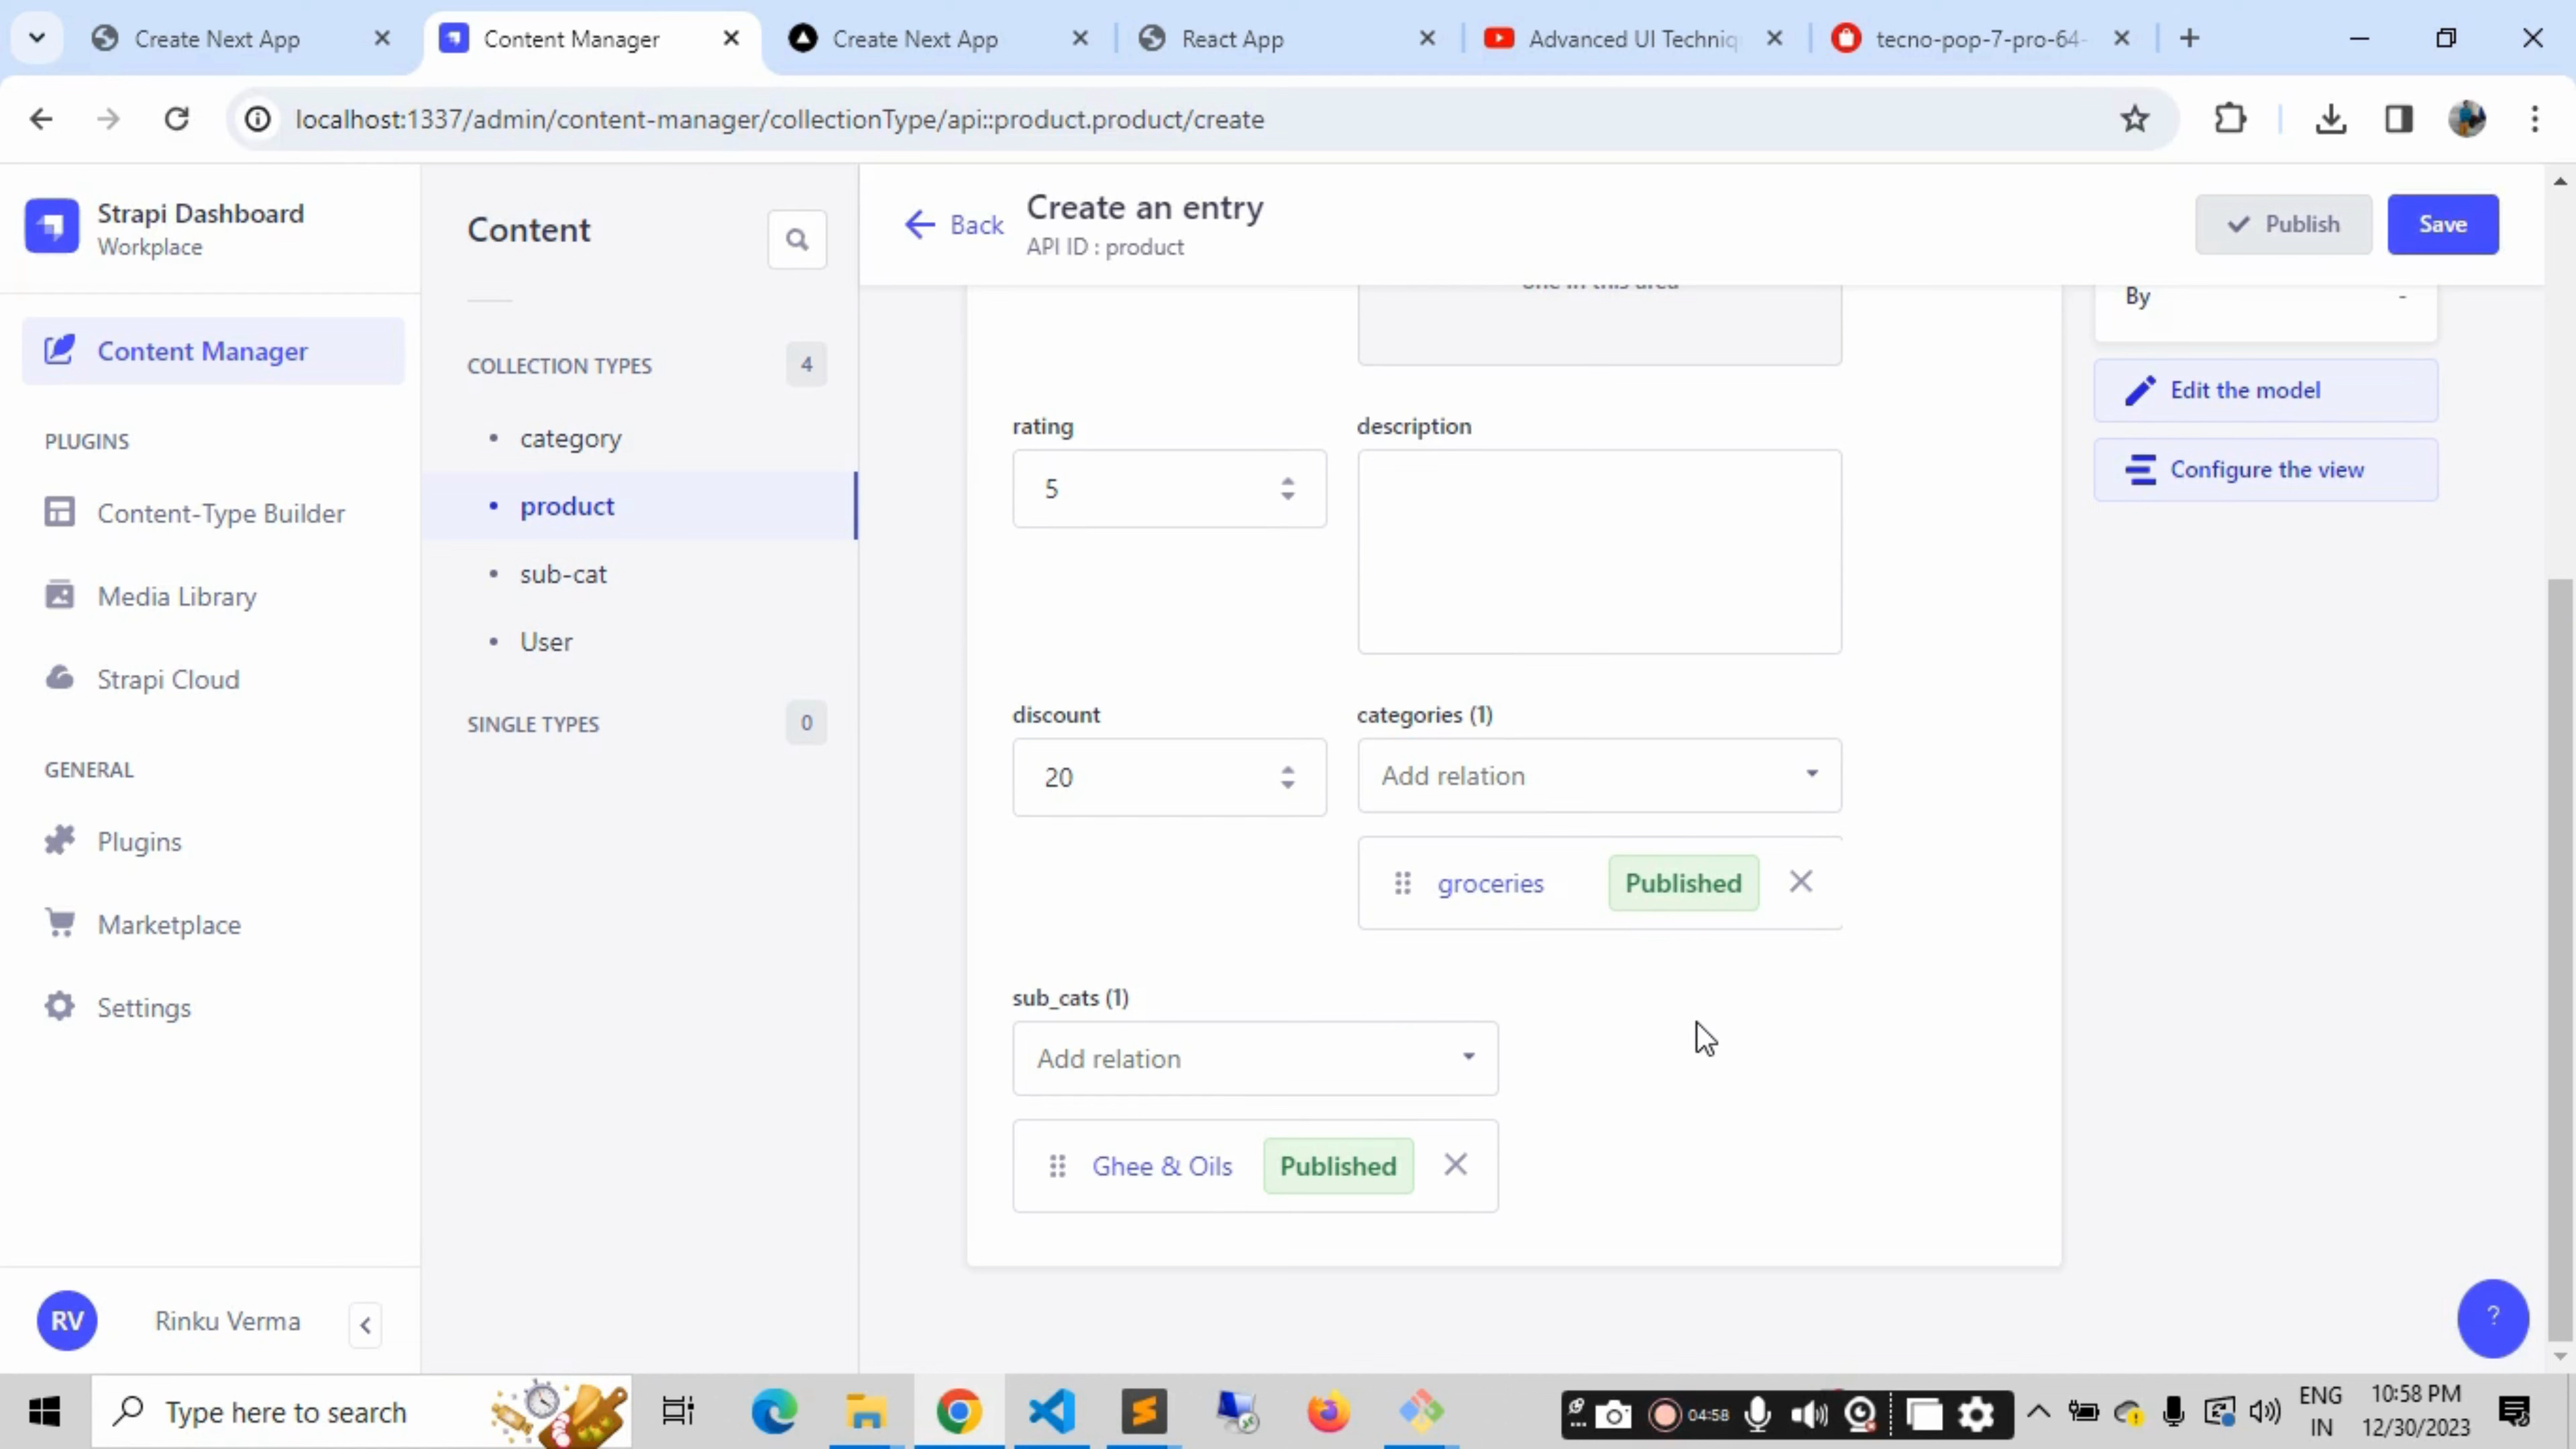 Create Next App
Content Manager
Create Next App
React App
Advanced UI Techniq
tecno-pop-7-pro-64-
localhost:1337/admin/content-manager/collectionType/api::product.product/create
Strapi Dashboard
Workplace
Content Manager
PLUGINS
Content-Type Builder
Media Library
Strapi Cloud
GENERAL
Plugins
Marketplace
Settings
RV
Rinku Verma
Content
COLLECTION TYPES
4
category
product
sub-cat
User
SINGLE TYPES
0
Back
Create an entry
API ID : product
Publish
Save
one in this area
By
-
Edit the model
Configure the view
rating
5
description
discount
20
categories (1)
Add relation
groceries
Published
sub_cats (1)
Add relation
Ghee & Oils
Published
?
Type here to search
04:58
ENG
IN
10:58 PM
12/30/2023